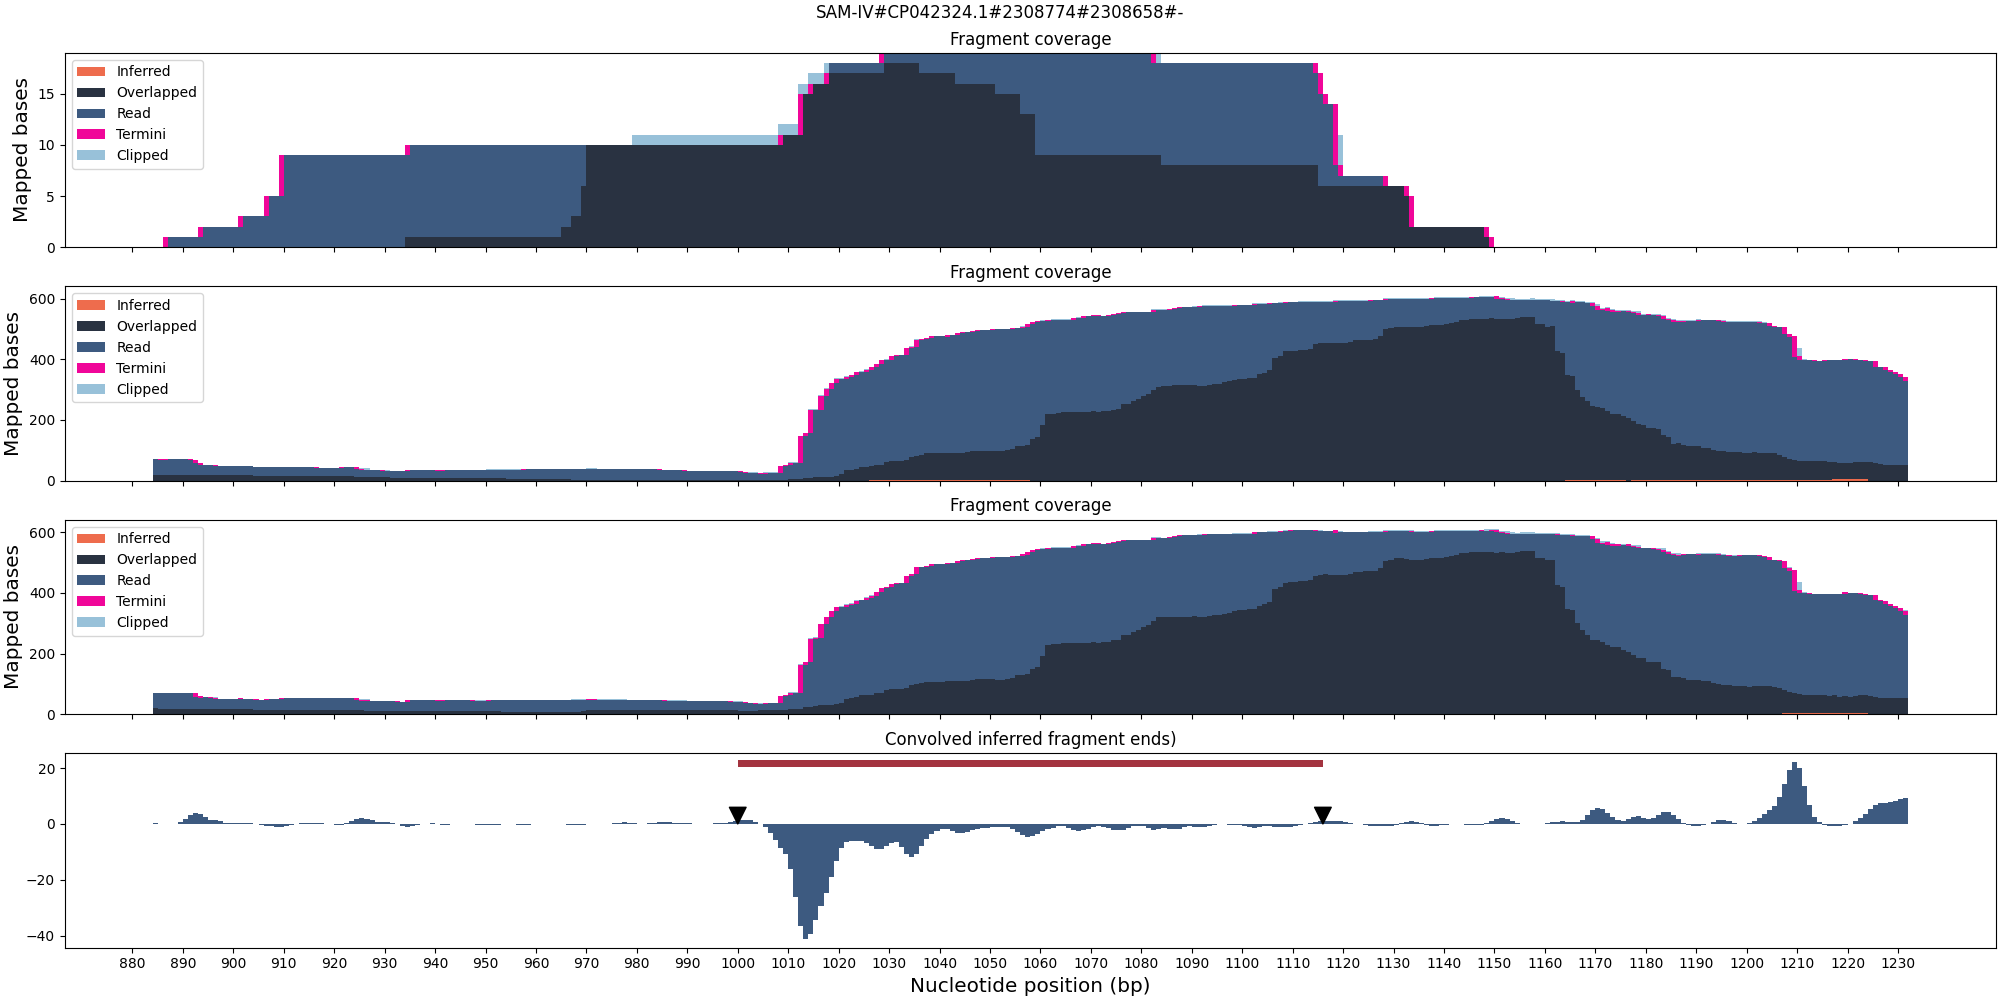 SAM-IV#CP042324.1#2308774#2308658#-
Fragment coverage
Mapped bases
15
10
5
0
Inferred
Overlapped
Read
Termini
Clipped
Fragment coverage
Mapped bases
600
400
200
0
Inferred
Overlapped
Read
Termini
Clipped
Fragment coverage
Mapped bases
600
400
200
0
Inferred
Overlapped
Read
Termini
Clipped
Convolved inferred fragment ends)
20
0
−20
−40
880 890 900 910 920 930 940 950 960 970 980 990 1000 1010 1020 1030 1040 1050 1060 1070 1080 1090 1100 1110 1120 1130 1140 1150 1160 1170 1180 1190 1200 1210 1220 1230
Nucleotide position (bp)